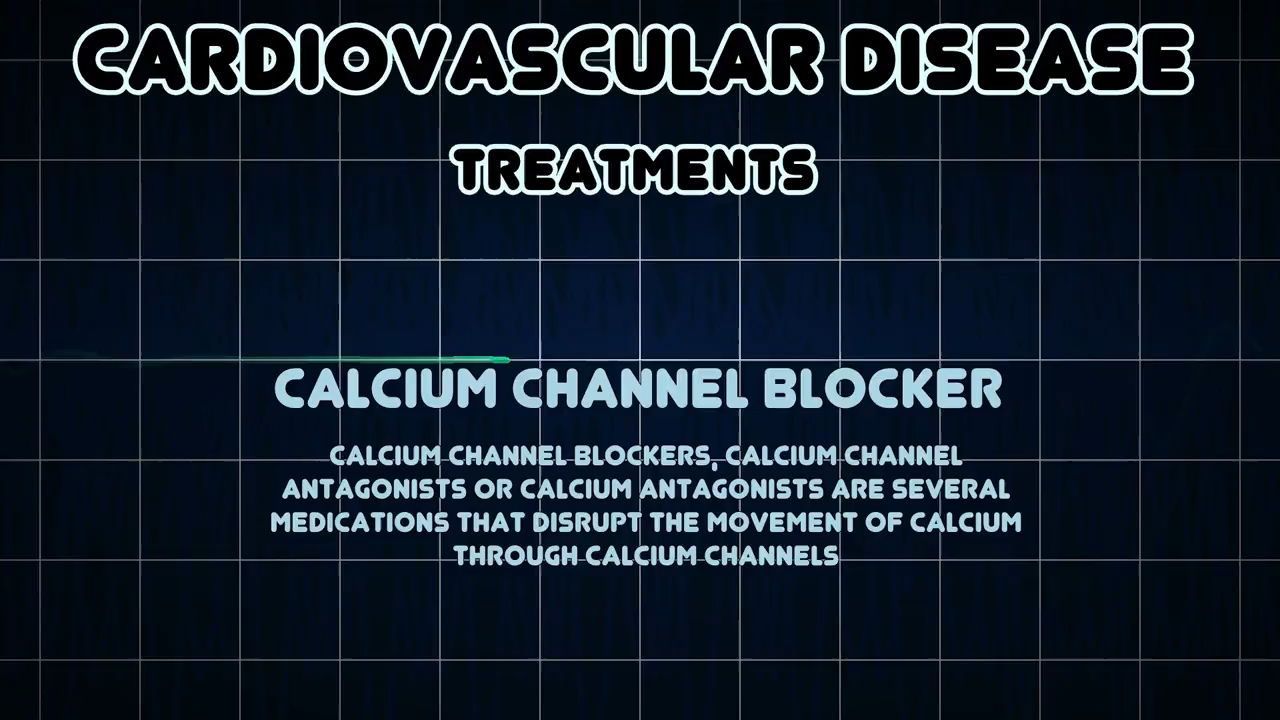 CARDIOVASCULAR DISEASE
TREATMENTS
CALCIUM CHANNEL BLOCKER
CALCIUM CHANNEL BLOCKERS, CALCIUM CHANNEL
ANTAGONISTS OR CALCIUM ANTAGONISTS ARE SEVERAL
MEDICATIONS THAT DISRUPT THE MOVEMENT OF CALCIUM
THROUGH CALCIUM CHANNELS